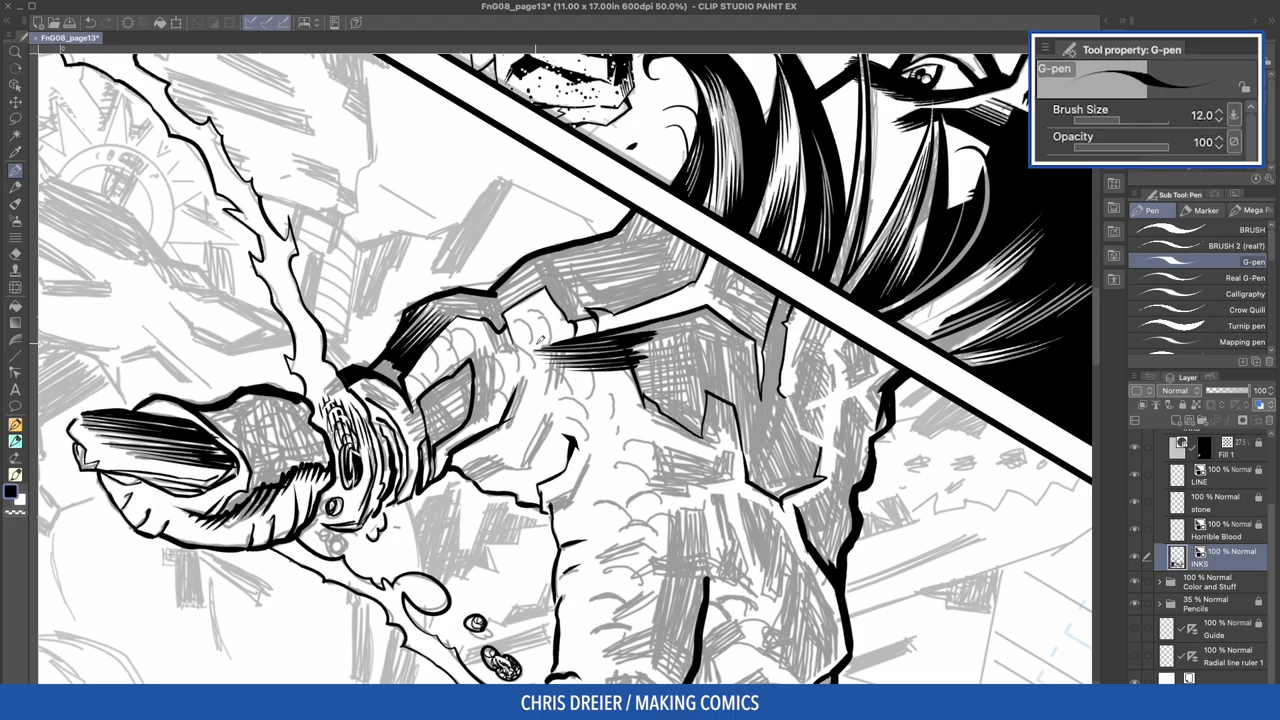 FnG08_page13* (11.00 x 17.00in 600dpi 50.0%) - CLIP STUDIO PAINT EX
FnG08_page13*
Tool property: G-pen
G-pen
Brush Size
12.0
Opacity
100
Sub Tool: Pen
Pen
Marker
Mega P
BRUSH
BRUSH 2 (real?)
G-pen
Real G-Pen
Calligraphy
Crow Quill
Turnip pen
Mapping pen
Layer
Normal
100
Fill 1
100 % Normal
LINE
100 % Normal
stone
100 % Normal
Horrible Blood
100 % Normal
INKS
100 % Normal
Color and Stuff
35 % Normal
Pencils
100 % Normal
Guide
100 % Normal
Radial line ruler 1
CHRIS DREIER / MAKING COMICS